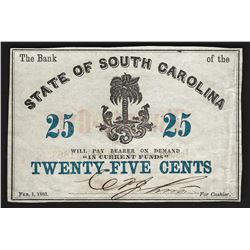 The Bank of the
STATE OF SOUTH CAROLINA
25 25
WILL PAY BEARER ON DEMAND
"IN CURRENT FUNDS"
TWENTY-FIVE CENTS
FEB. 1, 1863. For Cashier.